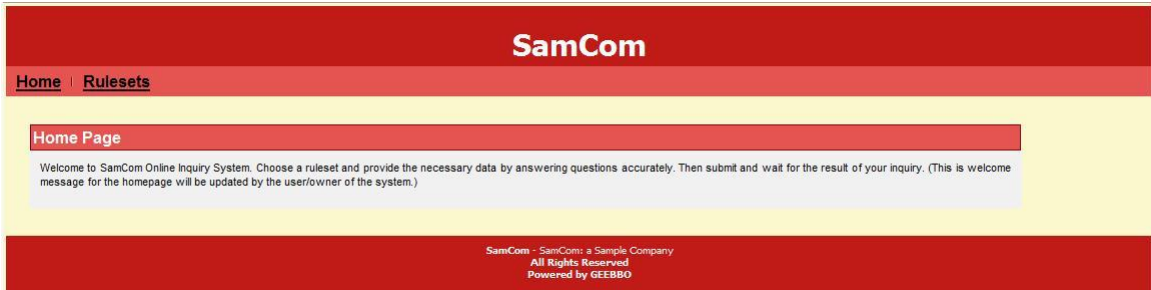 SamCom
Home | Rulesets
Home Page
Welcome to SamCom Online Inquiry System. Choose a ruleset and provide the necessary data by answering questions accurately. Then submit and wait for the result of your inquiry. (This is welcome
message for the homepage will be updated by the user/owner of the system.)
SamCom - SamCom: a Sample Company
All Rights Reserved
Powered by GEEBBO